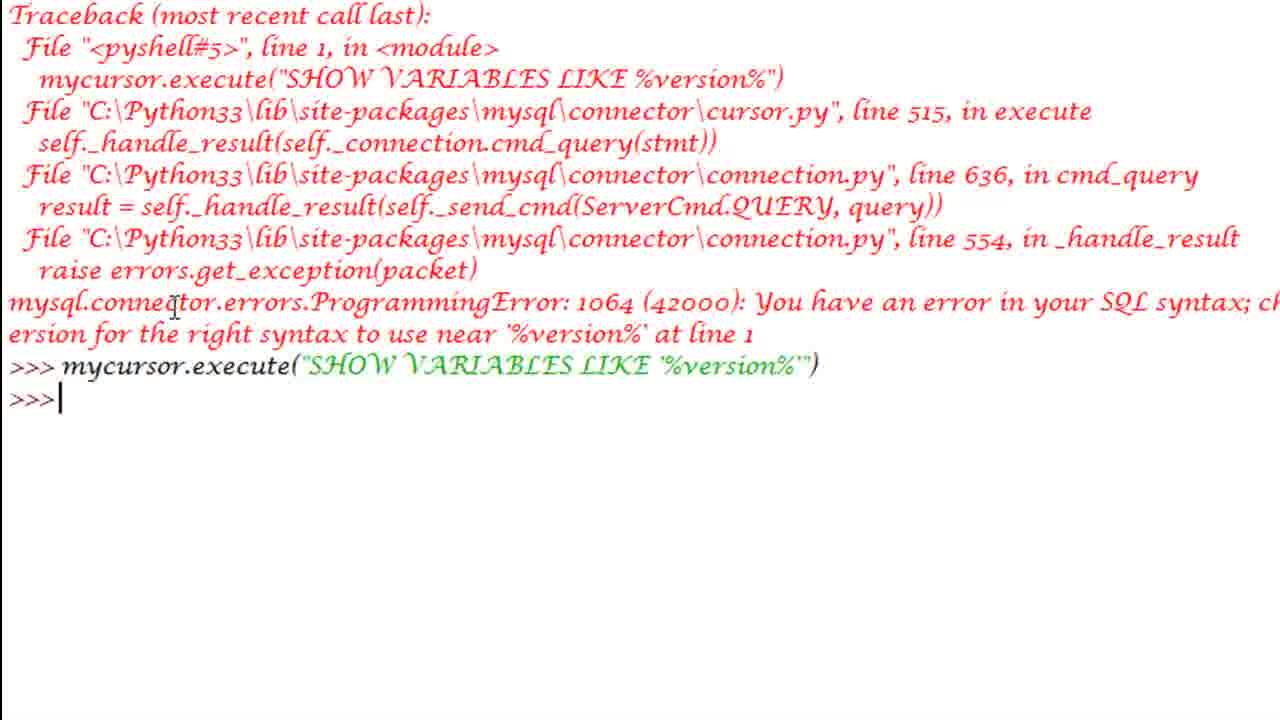 Traceback (most recent call last):
File "<pyshell#5>", line 1, in <module>
mycursor.execute("SHOW VARIABLES LIKE %version%")
File "C:\Python33\lib\site-packages\mysql\connector\cursor.py", line 515, in execute
self._handle_result(self._connection.cmd_query(stmt))
File "C:\Python33\lib\site-packages\mysql\connector\connection.py", line 636, in cmd_query
result = self._handle_result(self._send_cmd(ServerCmd.QUERY, query))
File "C:\Python33\lib\site-packages\mysql\connector\connection.py", line 554, in _handle_result
raise errors.get_exception(packet)
mysql.connector.errors.ProgrammingError: 1064 (42000): You have an error in your SQL syntax; ch
ersion for the right syntax to use near '%version%' at line 1
>>> mycursor.execute("SHOW VARIABLES LIKE '%version%'")
>>>